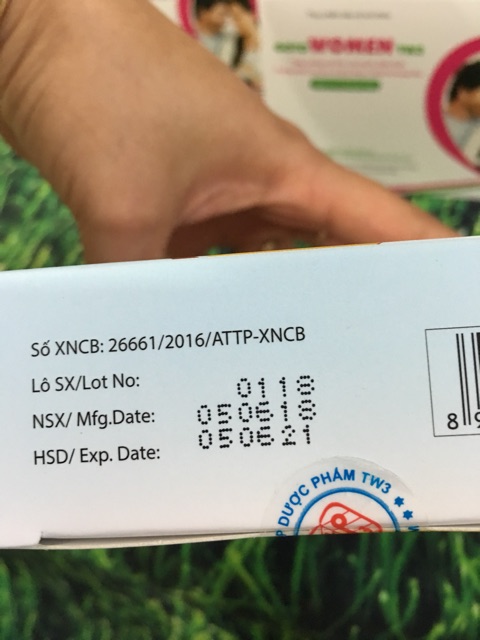 WOMEN
Số XNCB: 26661/2016/ATTP-XNCB
Lô SX/Lot No: 0118
NSX/ Mfg.Date: 050618
HSD/ Exp. Date: 050621
DƯỢC PHẨM TW3
8